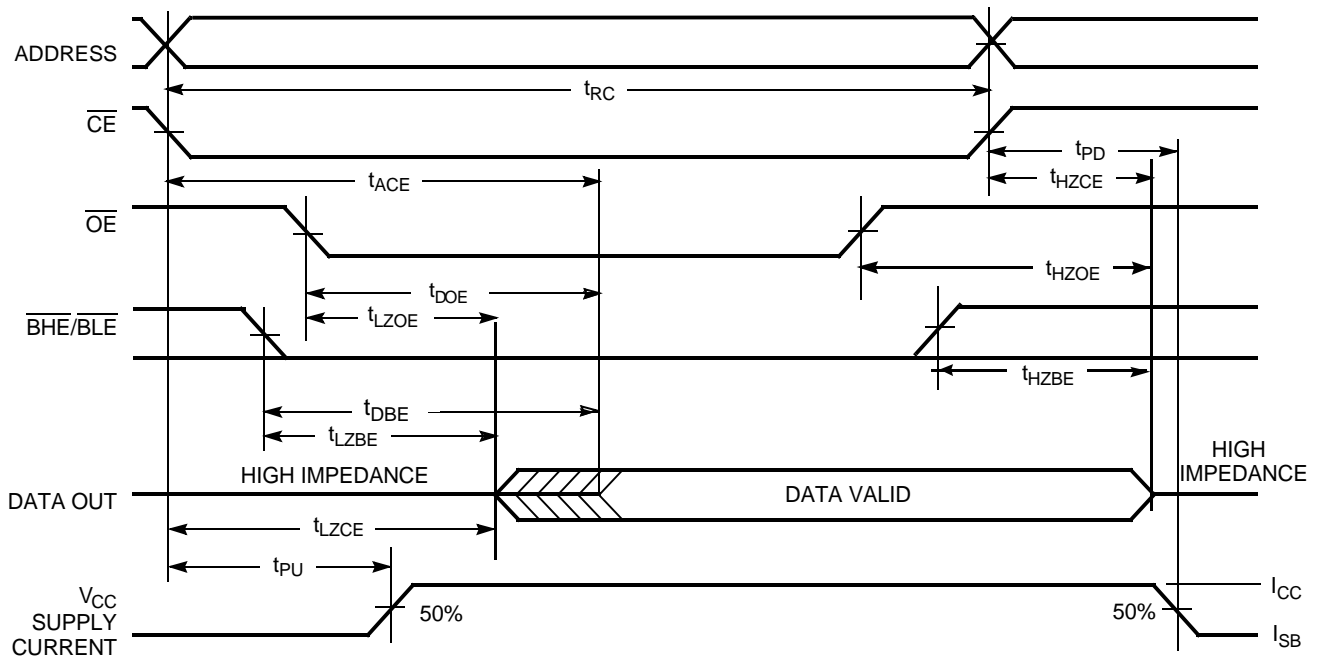 ADDRESS
tRC
CE
tPD
tACE
tHZCE
OE
tHZOE
tDOE
tLZOE
BHE/BLE
tHZBE
tDBE
tLZBE
HIGH IMPEDANCE
HIGH
IMPEDANCE
DATA OUT
DATA VALID
tLZCE
tPU
VCC
SUPPLY
CURRENT
50%
50%
ICC
ISB